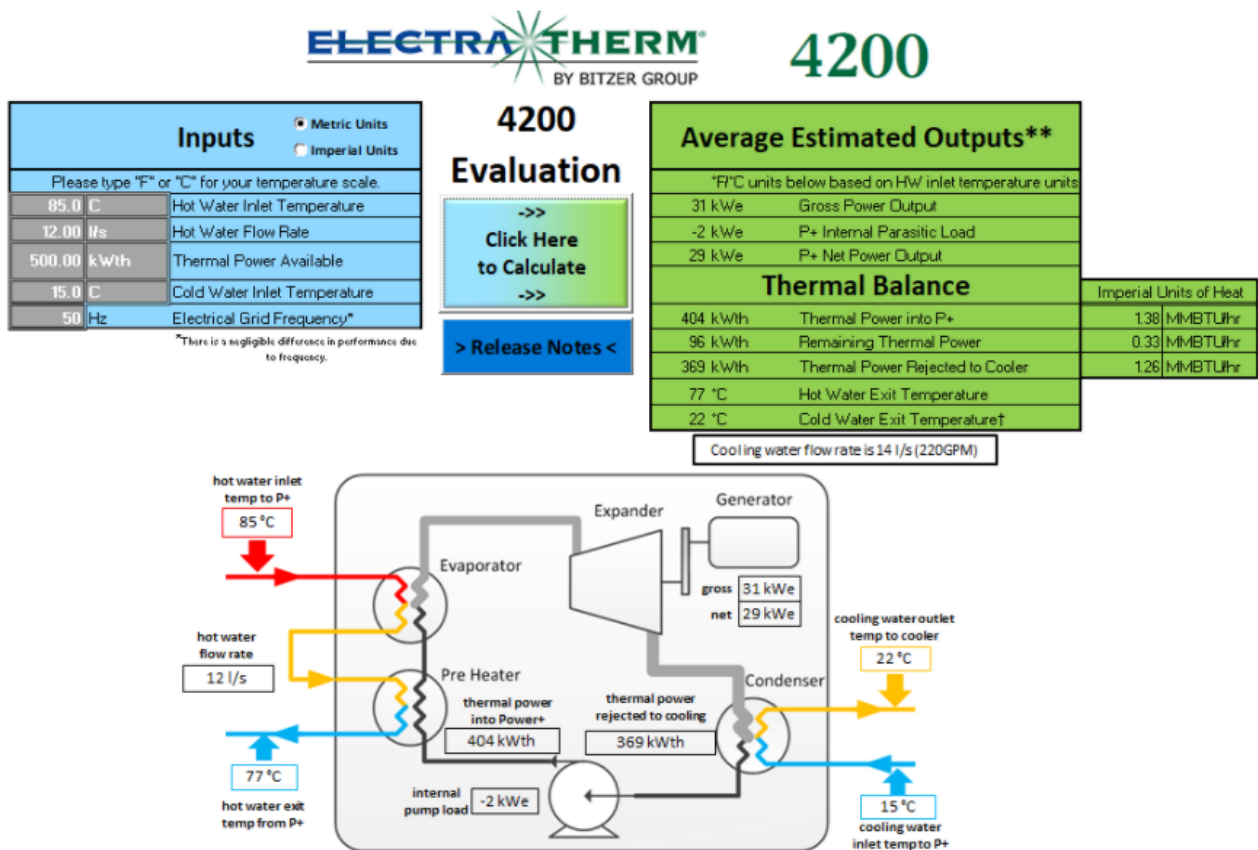 ELECTRATHERM®
BY BITZER GROUP
4200
Inputs
Metric Units
Imperial Units
Please type "F" or "C" for your temperature scale.
85.0 C Hot Water Inlet Temperature
12.00 l/s Hot Water Flow Rate
500.00 kWth Thermal Power Available
15.0 C Cold Water Inlet Temperature
50 Hz Electrical Grid Frequency*
*There is a negligible difference in performance due
to frequency.
4200
Evaluation
->>
Click Here
to Calculate
->>
> Release Notes <
Average Estimated Outputs**
°F/°C units below based on HW inlet temperature units
31 kWe Gross Power Output
-2 kWe P+ Internal Parasitic Load
29 kWe P+ Net Power Output
Thermal Balance
Imperial Units of Heat
404 kWth Thermal Power into P+ 1.38 MMBTU/hr
96 kWth Remaining Thermal Power 0.33 MMBTU/hr
369 kWth Thermal Power Rejected to Cooler 1.26 MMBTU/hr
77 °C Hot Water Exit Temperature
22 °C Cold Water Exit Temperature†
Cooling water flow rate is 14 l/s (220GPM)
hot water inlet
temp to P+
85 °C
Evaporator
Expander
Generator
gross 31 kWe
net 29 kWe
hot water
flow rate
12 l/s
cooling water outlet
temp to cooler
22 °C
Pre Heater
Condenser
thermal power
into Power+
404 kWth
thermal power
rejected to cooling
369 kWth
77 °C
hot water exit
temp from P+
internal
pump load
-2 kWe
15 °C
cooling water
inlet temp to P+